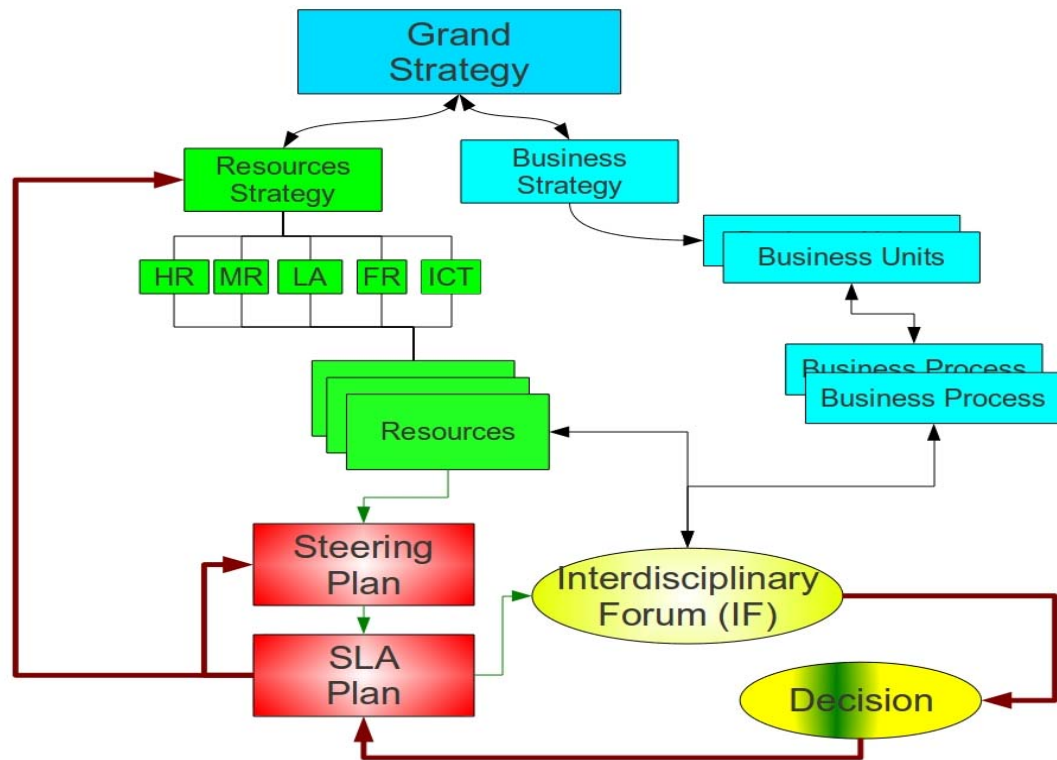 Grand
Strategy
Resources
Strategy
Business
Strategy
HR
MR
LA
FR
ICT
Business Units
Business Process
Business Process
Resources
Steering
Plan
Interdisciplinary
Forum (IF)
SLA
Plan
Decision